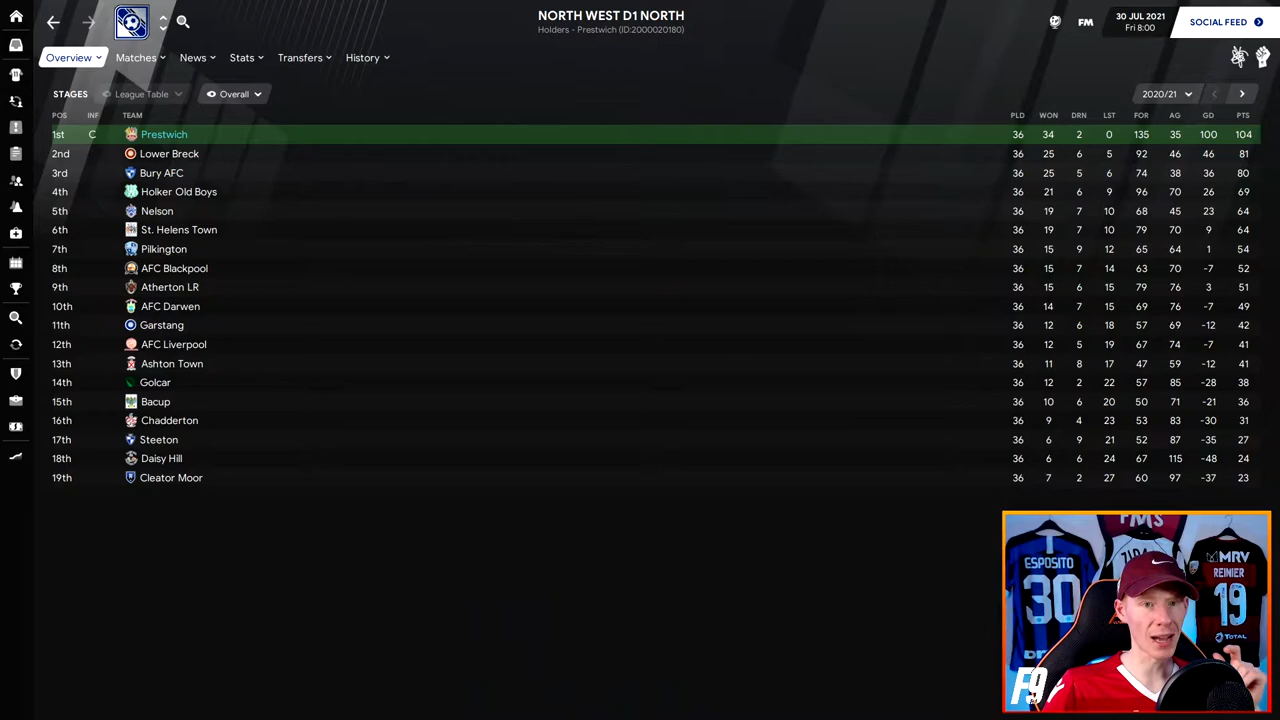 NORTH WEST D1 NORTH
Holders - Prestwich (ID:2000020180)
FM
30 JUL 2021
Fri 8:00
SOCIAL FEED
Overview Matches News Stats Transfers History
STAGES League Table Overall 2020/21
POS INF TEAM PLD WON DRN LST FOR AG GD PTS
1st C Prestwich 36 34 2 0 135 35 100 104
2nd Lower Breck 36 25 6 5 92 46 46 81
3rd Bury AFC 36 25 5 6 74 38 36 80
4th Holker Old Boys 36 21 6 9 96 70 26 69
5th Nelson 36 19 7 10 68 45 23 64
6th St. Helens Town 36 19 7 10 79 70 9 64
7th Pilkington 36 15 9 12 65 64 1 54
8th AFC Blackpool 36 15 7 14 63 70 -7 52
9th Atherton LR 36 15 6 15 79 76 3 51
10th AFC Darwen 36 14 7 15 69 76 -7 49
11th Garstang 36 12 6 18 57 69 -12 42
12th AFC Liverpool 36 12 5 19 67 74 -7 41
13th Ashton Town 36 11 8 17 47 59 -12 41
14th Golcar 36 12 2 22 57 85 -28 38
15th Bacup 36 10 6 20 50 71 -21 36
16th Chadderton 36 9 4 23 53 83 -30 31
17th Steeton 36 6 9 21 52 87 -35 27
18th Daisy Hill 36 6 6 24 67 115 -48 24
19th Cleator Moor 36 7 2 27 60 97 -37 23
ESPOSITO
30
MRV
REINIER
19
TOTAL
F9